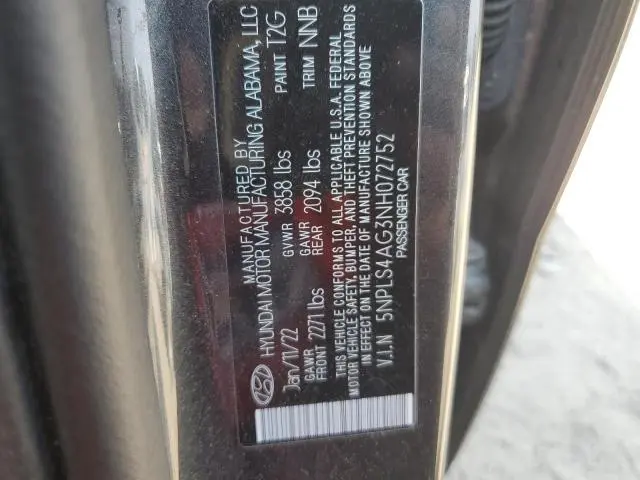 MANUFACTURED BY
HYUNDAI MOTOR MANUFACTURING ALABAMA, LLC
Jan/11/22 GVWR 3858 lbs PAINT T2G
GAWR FRONT 2271 lbs GAWR REAR 2094 lbs TRIM NNB
THIS VEHICLE CONFORMS TO ALL APPLICABLE U.S.A. FEDERAL
MOTOR VEHICLE SAFETY, BUMPER, AND THEFT PREVENTION STANDARDS
IN EFFECT ON THE DATE OF MANUFACTURE SHOWN ABOVE
V.I.N 5NPLS4AG3NH072752
PASSENGER CAR